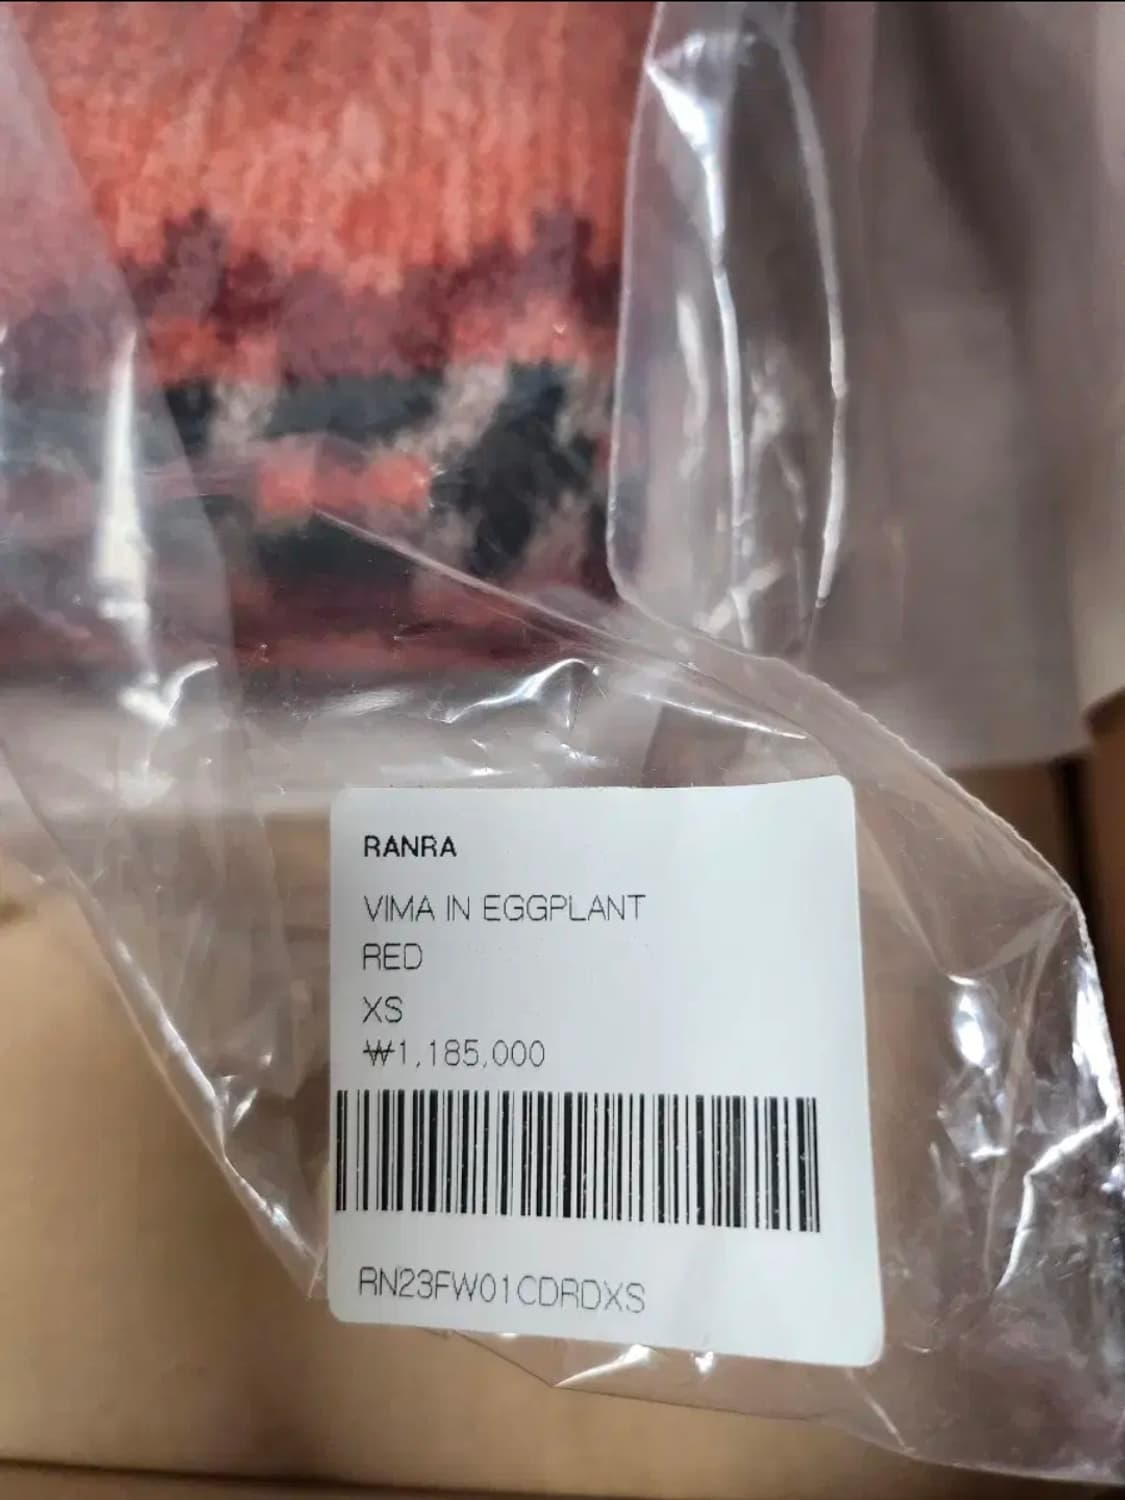 RANRA
VIMA IN EGGPLANT
RED
XS
₩1,185,000
RN23FW01CDRDXS